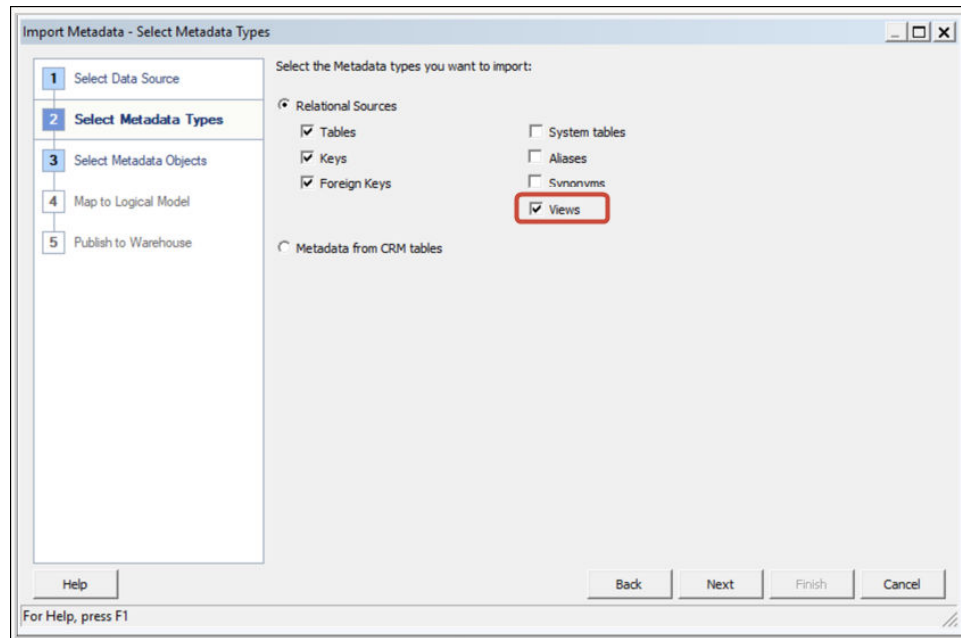 Import Metadata - Select Metadata Types
1 Select Data Source
2 Select Metadata Types
3 Select Metadata Objects
4 Map to Logical Model
5 Publish to Warehouse
Select the Metadata types you want to import:
Relational Sources
Tables
System tables
Keys
Aliases
Foreign Keys
Synonyms
Views
Metadata from CRM tables
Help
Back
Next
Finish
Cancel
For Help, press F1